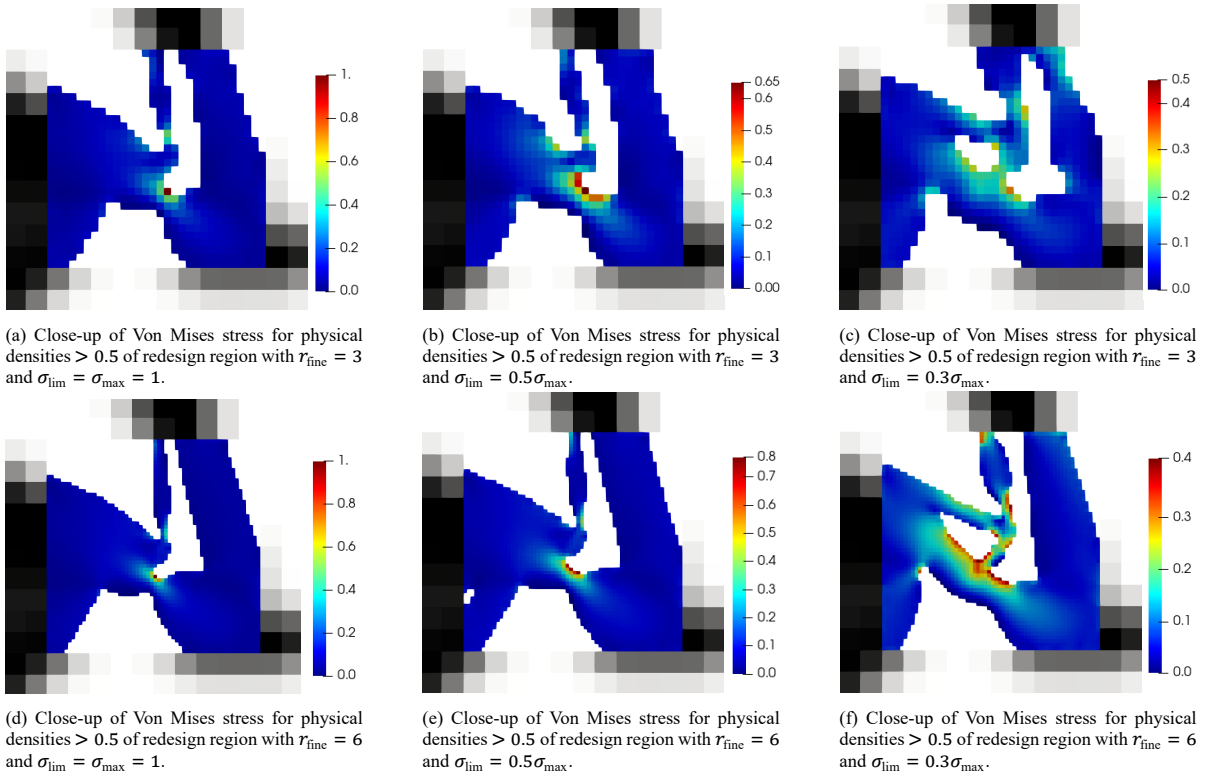 1.
0.8
0.6
0.4
0.2
0.0
0.65
0.60
0.50
0.40
0.30
0.20
0.10
0.00
0.5
0.4
0.3
0.2
0.1
0.0
(a) Close-up of Von Mises stress for physical
densities > 0.5 of redesign region with r_fine = 3
and σ_lim = σ_max = 1.
(b) Close-up of Von Mises stress for physical
densities > 0.5 of redesign region with r_fine = 3
and σ_lim = 0.5σ_max.
(c) Close-up of Von Mises stress for physical
densities > 0.5 of redesign region with r_fine = 3
and σ_lim = 0.3σ_max.
1.
0.8
0.6
0.4
0.2
0.0
0.8
0.7
0.6
0.5
0.4
0.3
0.2
0.1
0.0
0.4
0.3
0.2
0.1
0.0
(d) Close-up of Von Mises stress for physical
densities > 0.5 of redesign region with r_fine = 6
and σ_lim = σ_max = 1.
(e) Close-up of Von Mises stress for physical
densities > 0.5 of redesign region with r_fine = 6
and σ_lim = 0.5σ_max.
(f) Close-up of Von Mises stress for physical
densities > 0.5 of redesign region with r_fine = 6
and σ_lim = 0.3σ_max.